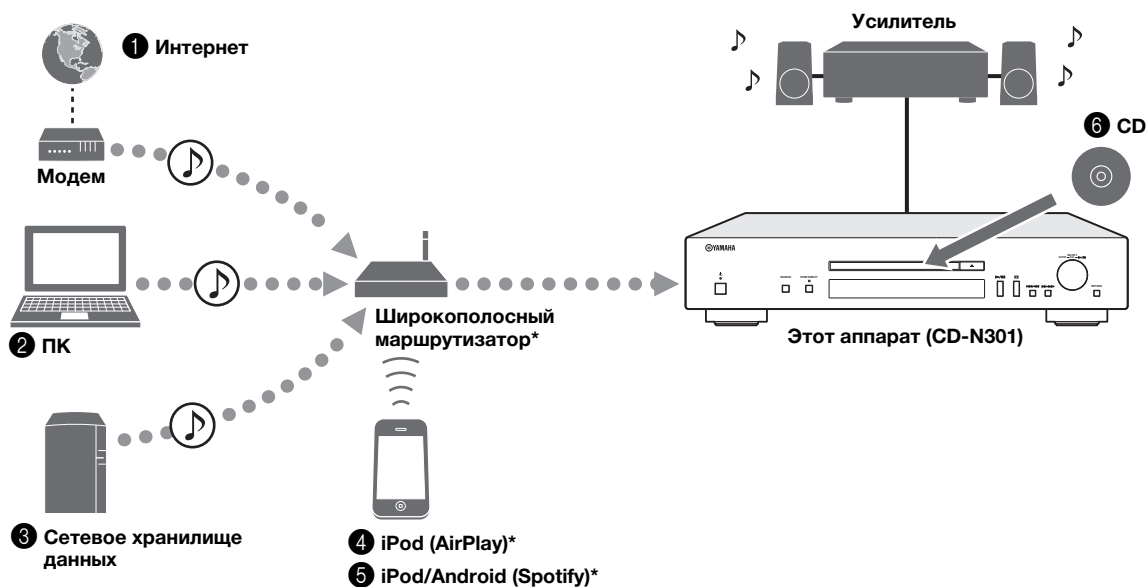 ❶ Интернет
Модем
❷ ПК
❸ Сетевое хранилище
данных
Широкополосный
маршрутизатор*
❹ iPod (AirPlay)*
❺ iPod/Android (Spotify)*
Усилитель
❻ CD
YAMAHA
Этот аппарат (CD-N301)